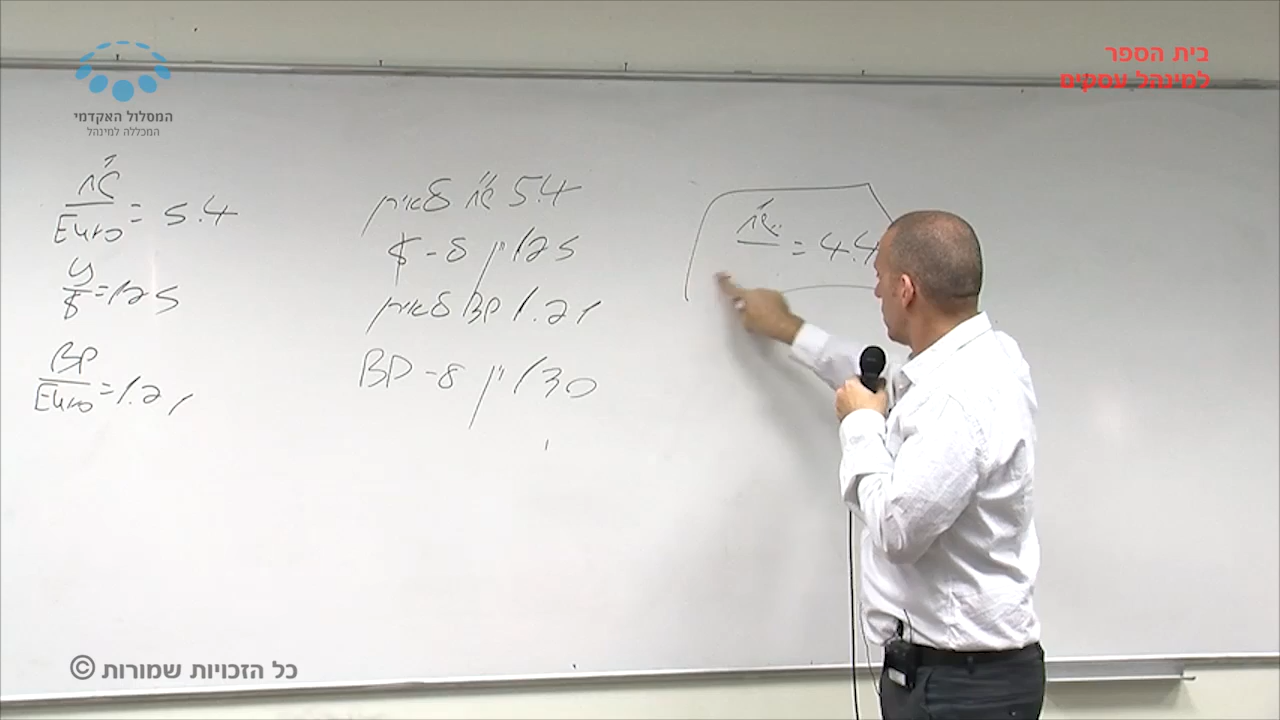 בית הספר
למינהל עסקים
המסלול האקדמי
המכללה למינהל
ש"ח
Euro = 5.4
¥
$ = 125
BP
Euro = 1.21
5.4 ש"ח לאירו
125 ין ל-$
1.21 BP לאירו
130 ין ל-BP
ש"ח
= 4.4
כל הזכויות שמורות ©